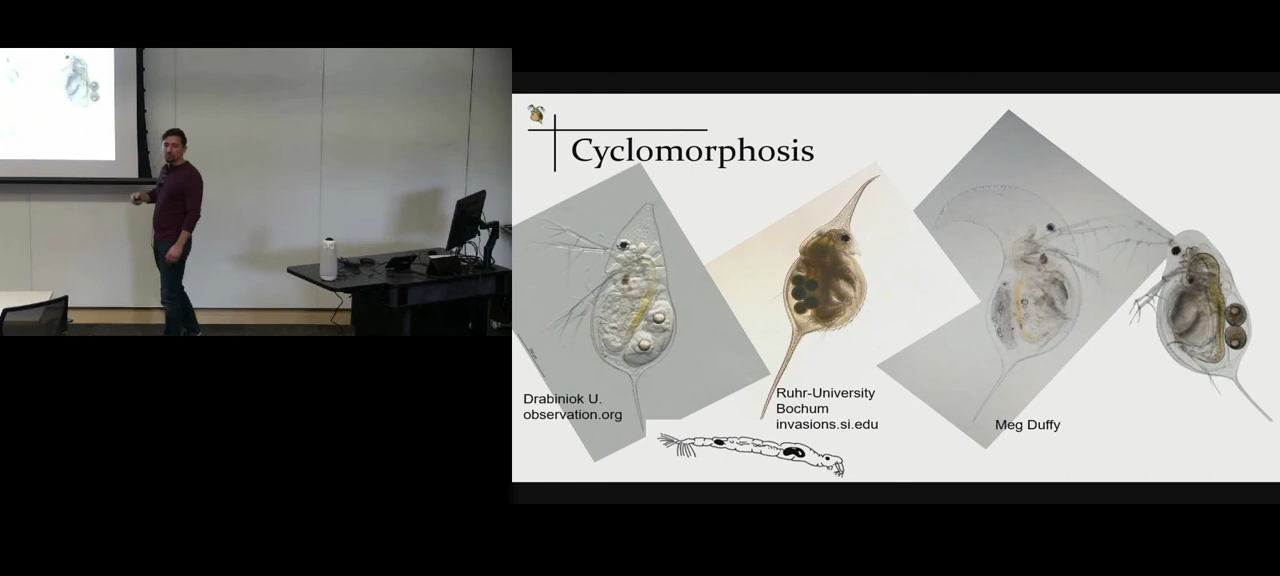 Cyclomorphosis
Drabiniok U.
observation.org
Ruhr-University
Bochum
invasions.si.edu
Meg Duffy